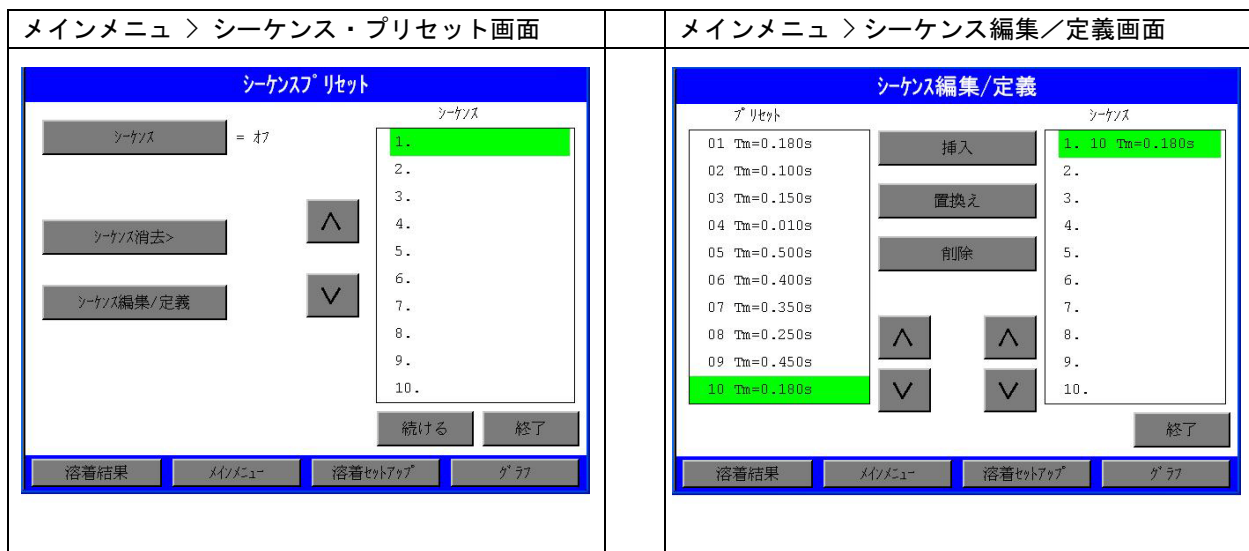 メインメニュ > シーケンス・プリセット画面
シーケンスプリセット
シーケンス
シーケンス = オフ
1.
2.
3.
∧ 4.
シーケンス消去> 5.
6.
シーケンス編集/定義 ∨ 7.
8.
9.
10.
続ける 終了
溶着結果 メインメニュー 溶着セットアップ グラフ
メインメニュ >シーケンス編集/定義画面
シーケンス編集/定義
プリセット シーケンス
01 Tm=0.180s 挿入 1. 10 Tm=0.180s
02 Tm=0.100s 2.
03 Tm=0.150s 置換え 3.
04 Tm=0.010s 4.
05 Tm=0.500s 削除 5.
06 Tm=0.400s 6.
07 Tm=0.350s 7.
08 Tm=0.250s ∧ ∧ 8.
09 Tm=0.450s 9.
10 Tm=0.180s ∨ ∨ 10.
終了
溶着結果 メインメニュー 溶着セットアップ グラフ